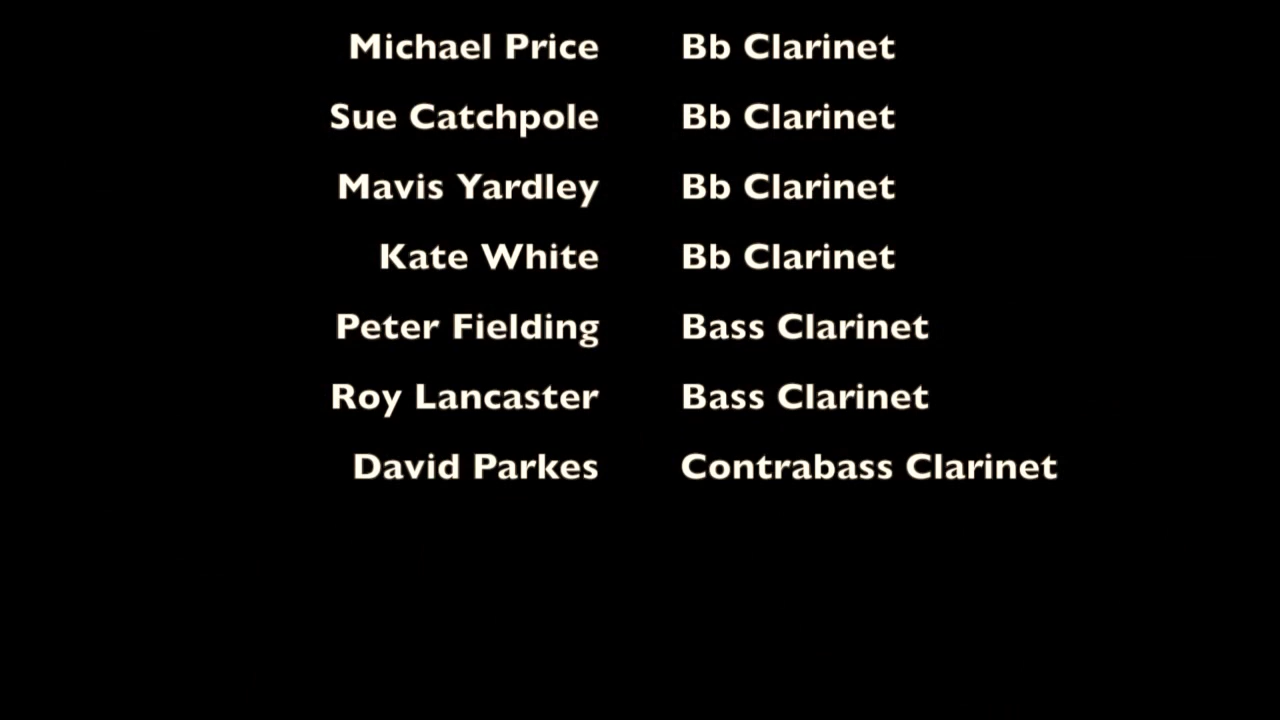 Michael Price Bb Clarinet
Sue Catchpole Bb Clarinet
Mavis Yardley Bb Clarinet
Kate White Bb Clarinet
Peter Fielding Bass Clarinet
Roy Lancaster Bass Clarinet
David Parkes Contrabass Clarinet